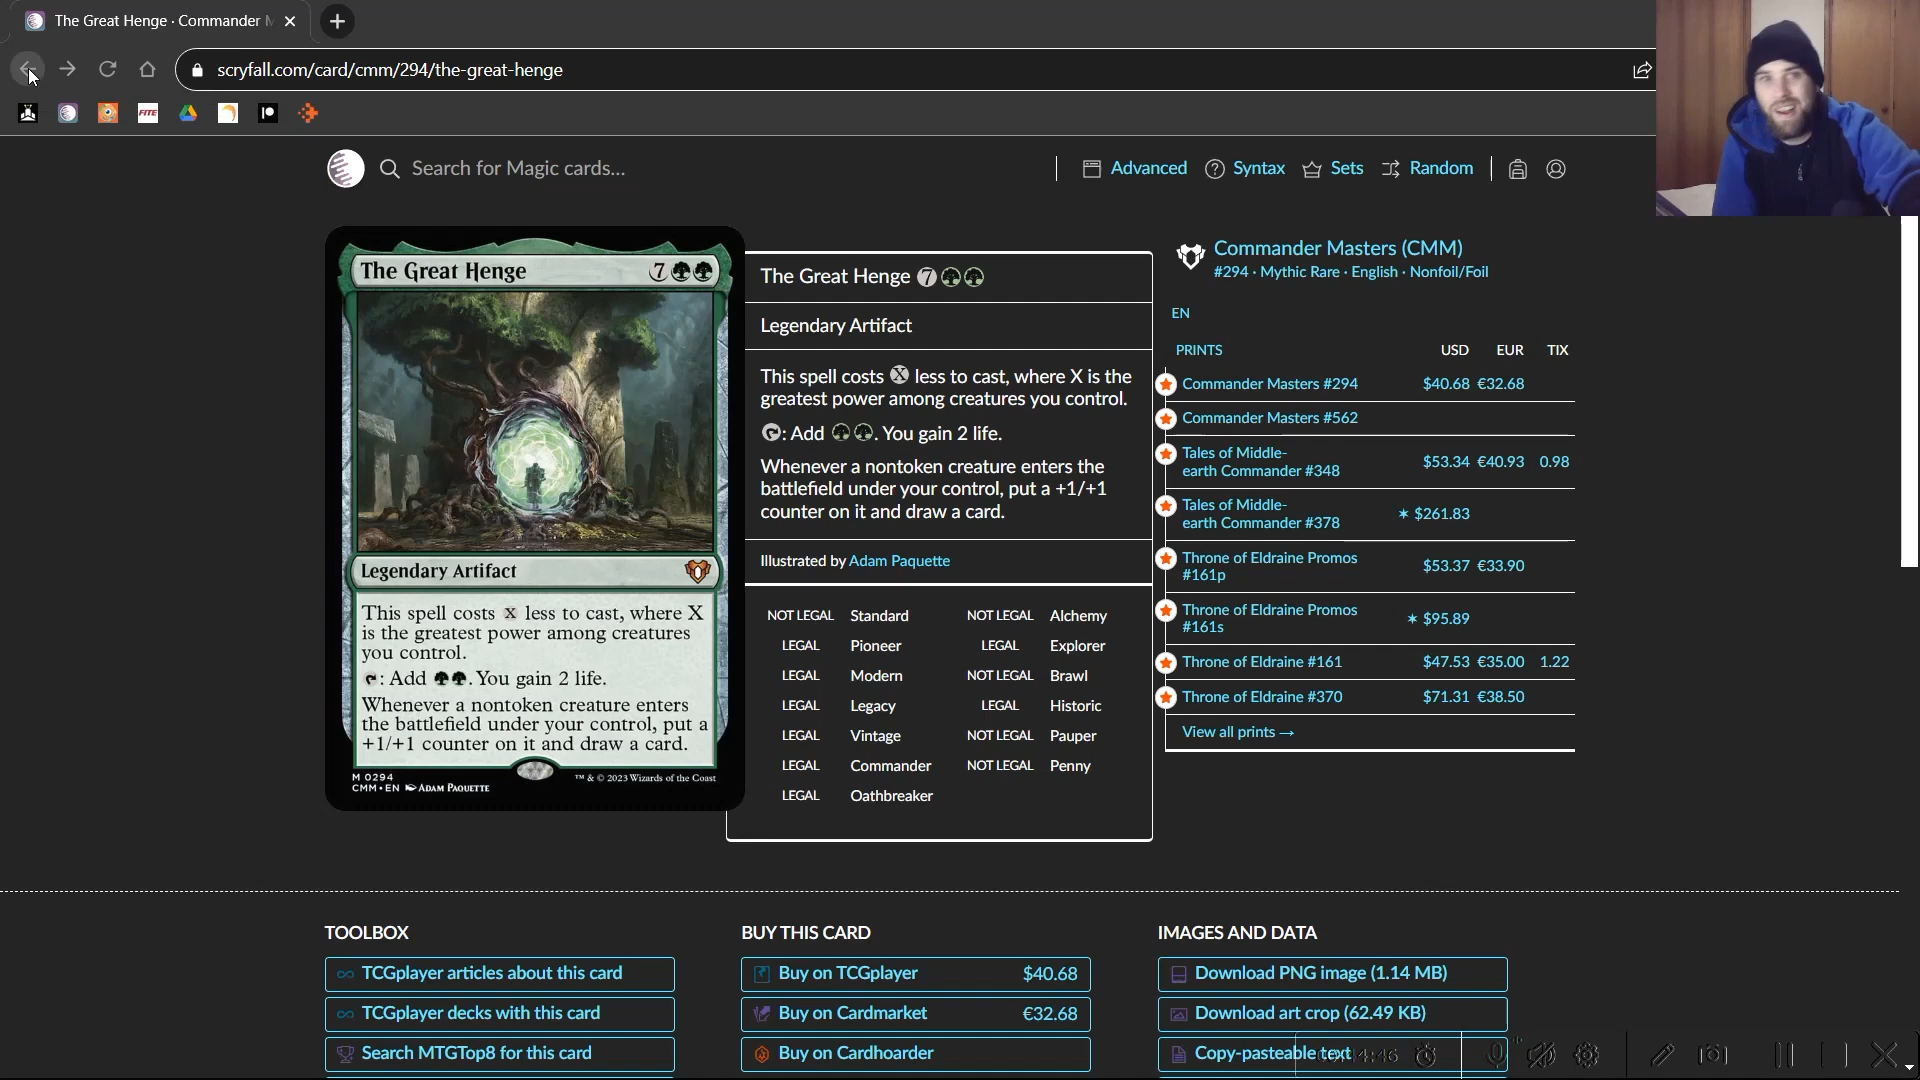 The Great Henge · Commander M
scryfall.com/card/cmm/294/the-great-henge
FITE
Search for Magic cards...
Advanced
Syntax
Sets
Random
The Great Henge 7
Legendary Artifact
This spell costs X less to cast, where X
is the greatest power among creatures
you control.
: Add . You gain 2 life.
Whenever a nontoken creature enters
the battlefield under your control, put a
+1/+1 counter on it and draw a card.
M 0294
CMM • EN ADAM PAQUETTE
™ & © 2023 Wizards of the Coast
The Great Henge 7
Legendary Artifact
This spell costs X less to cast, where X is the
greatest power among creatures you control.
: Add . You gain 2 life.
Whenever a nontoken creature enters the
battlefield under your control, put a +1/+1
counter on it and draw a card.
Illustrated by Adam Paquette
NOT LEGAL Standard NOT LEGAL Alchemy
LEGAL Pioneer LEGAL Explorer
LEGAL Modern NOT LEGAL Brawl
LEGAL Legacy LEGAL Historic
LEGAL Vintage NOT LEGAL Pauper
LEGAL Commander NOT LEGAL Penny
LEGAL Oathbreaker
Commander Masters (CMM)
#294 · Mythic Rare · English · Nonfoil/Foil
EN
PRINTS USD EUR TIX
Commander Masters #294 $40.68 €32.68
Commander Masters #562
Tales of Middle-
earth Commander #348 $53.34 €40.93 0.98
Tales of Middle-
earth Commander #378 ✶ $261.83
Throne of Eldraine Promos
#161p $53.37 €33.90
Throne of Eldraine Promos
#161s ✶ $95.89
Throne of Eldraine #161 $47.53 €35.00 1.22
Throne of Eldraine #370 $71.31 €38.50
View all prints →
TOOLBOX
TCGplayer articles about this card
TCGplayer decks with this card
Search MTGTop8 for this card
BUY THIS CARD
Buy on TCGplayer $40.68
Buy on Cardmarket €32.68
Buy on Cardhoarder
IMAGES AND DATA
Download PNG image (1.14 MB)
Download art crop (62.49 KB)
Copy-pasteable text